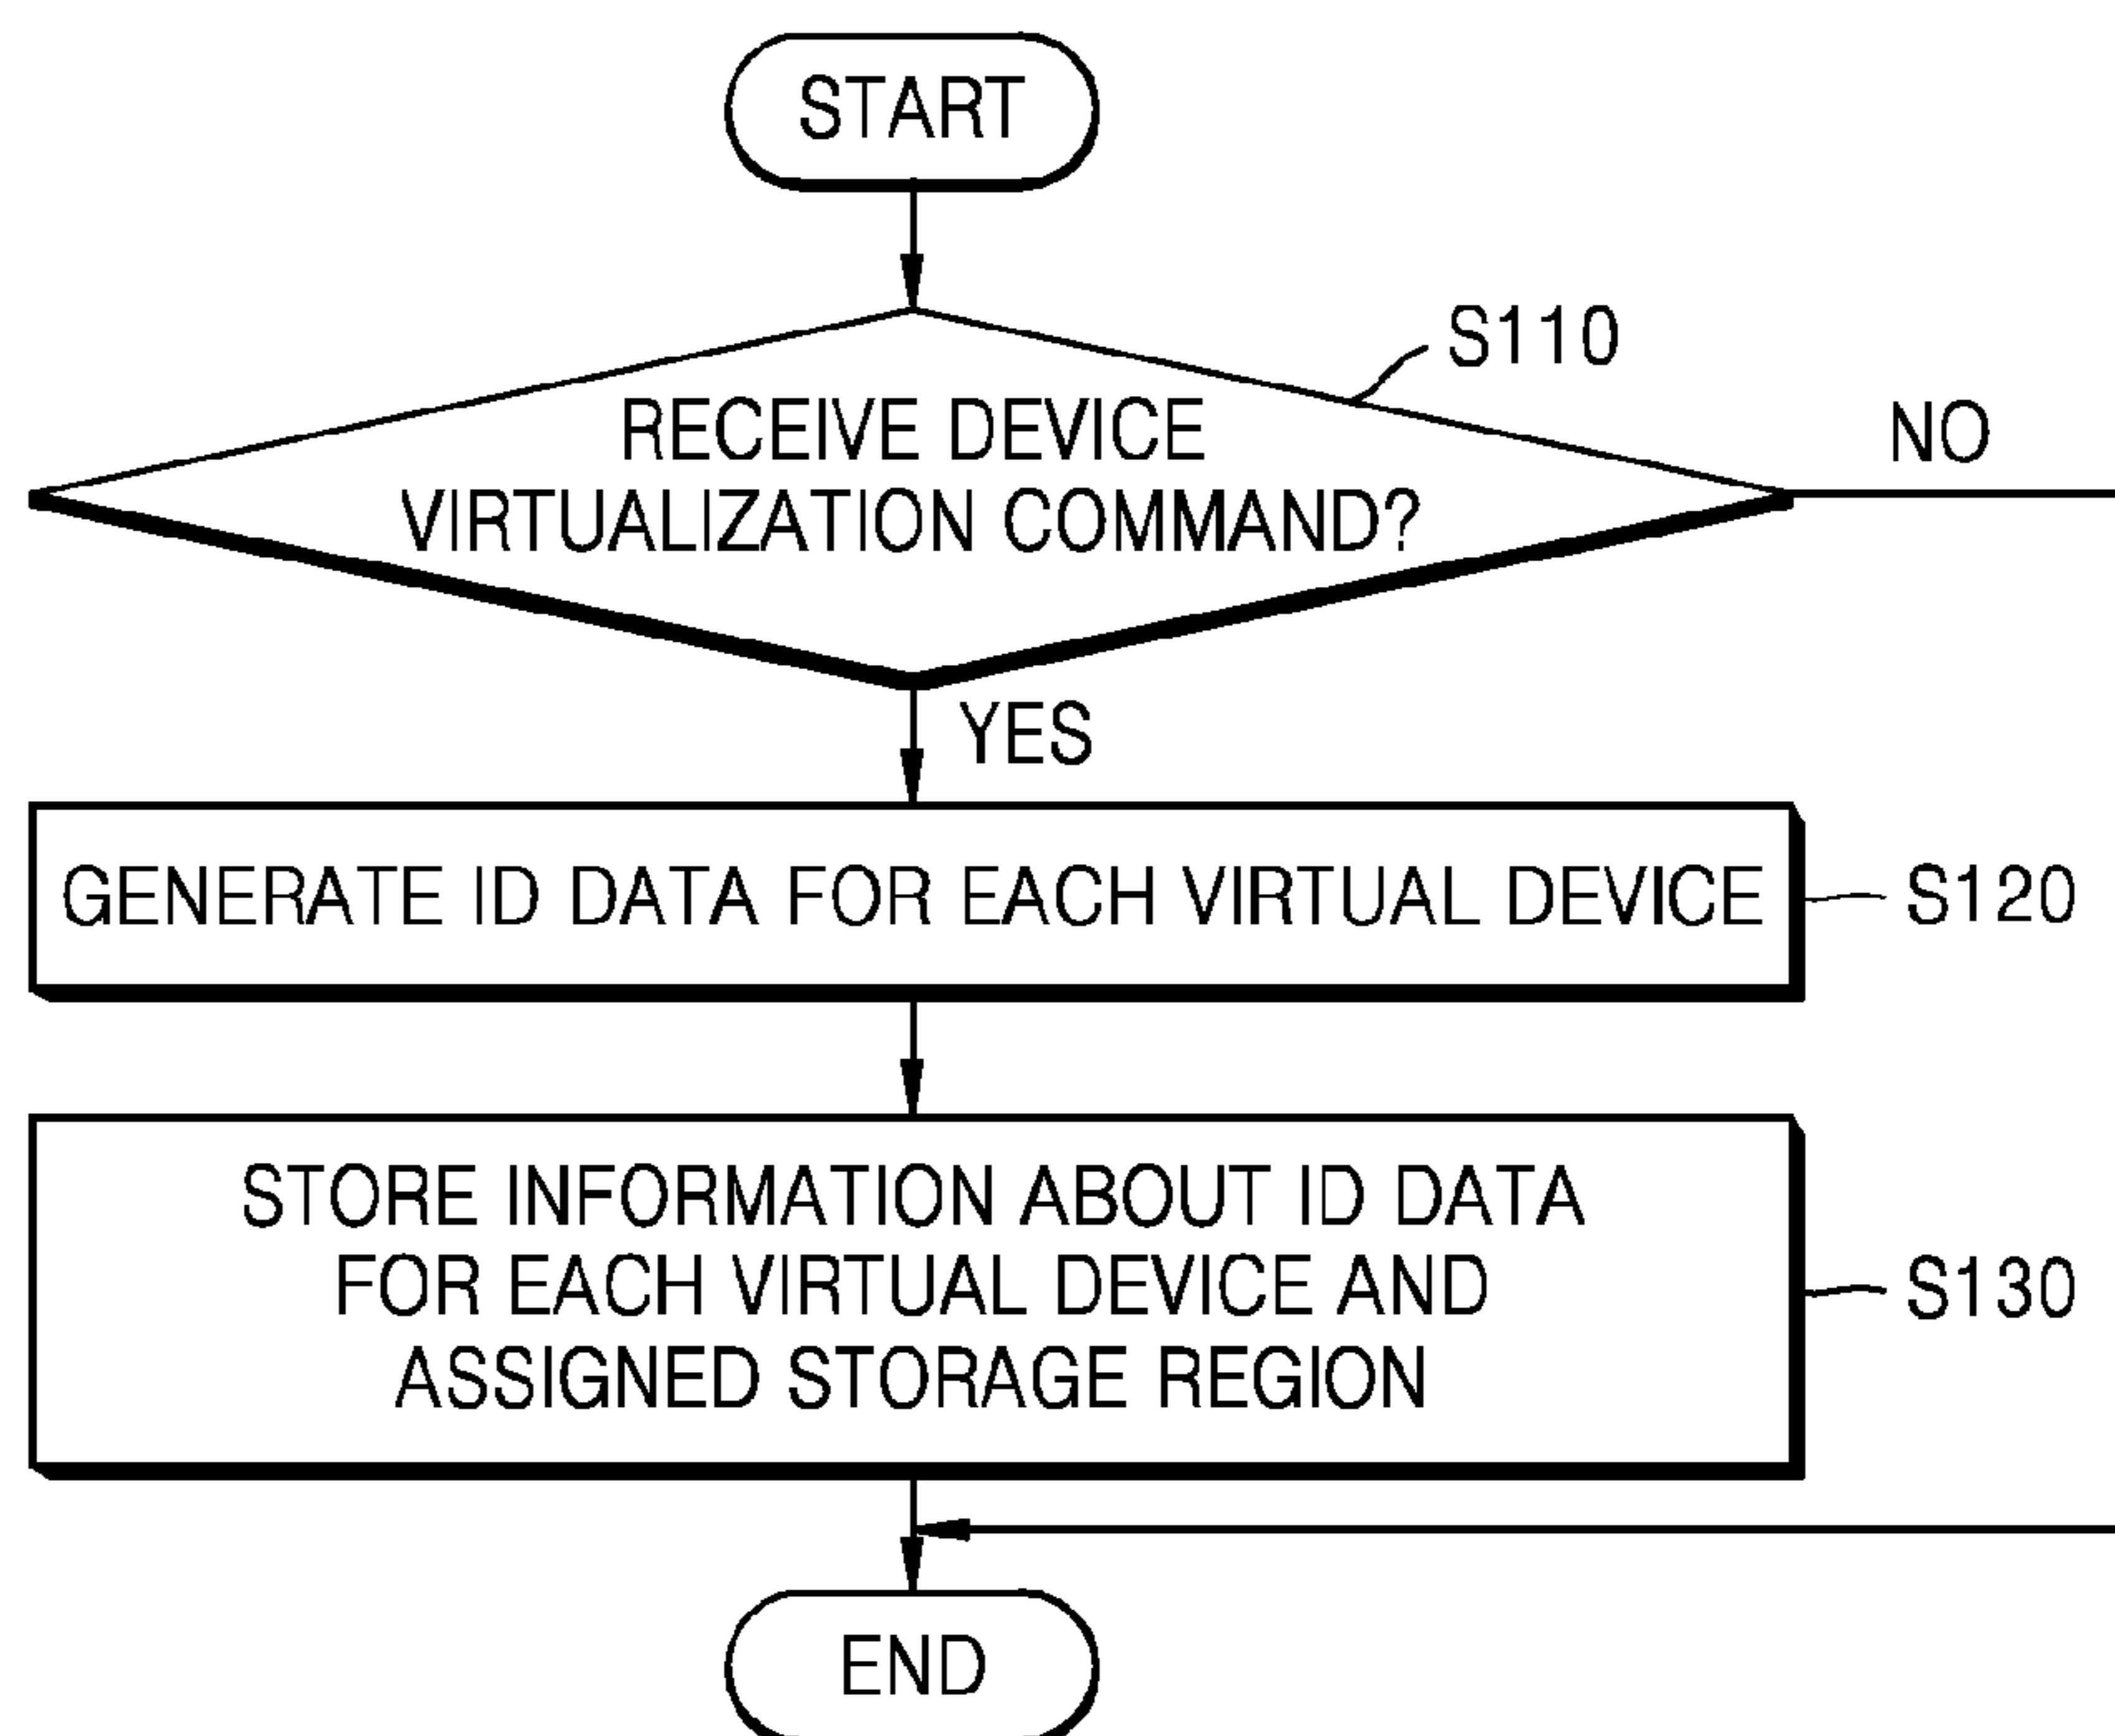 START
S110
RECEIVE DEVICE
VIRTUALIZATION COMMAND?
NO
YES
GENERATE ID DATA FOR EACH VIRTUAL DEVICE
S120
STORE INFORMATION ABOUT ID DATA
FOR EACH VIRTUAL DEVICE AND
ASSIGNED STORAGE REGION
S130
END